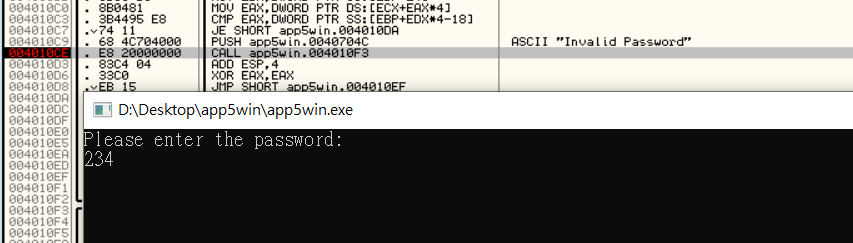 004010C0 . 8B0481 MOV EAX,DWORD PTR DS:[ECX+EDX*4]
004010C3 . 3B4495 E8 CMP EAX,DWORD PTR SS:[EBP+EDX*4-18]
004010C7 .v74 11 JE SHORT app5win.004010DA
004010C9 . 68 4C704000 PUSH app5win.0040704C ASCII "Invalid Password"
004010CE . E8 20000000 CALL app5win.004010F3
004010D3 . 83C4 04 ADD ESP,4
004010D6 . 33C0 XOR EAX,EAX
004010D8 .vEB 15 JMP SHORT app5win.004010EF
004010DA
004010DC
004010DF
004010E0
004010E5
004010EA
004010ED
004010EF
004010F1
004010F2
004010F3
004010F4
004010F5
D:\Desktop\app5win\app5win.exe
Please enter the password:
234